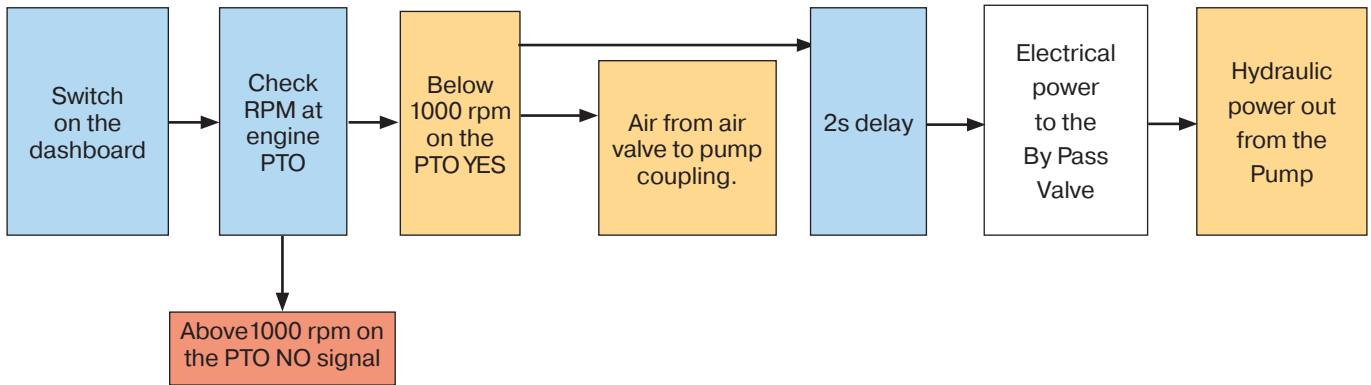 Switch
on the
dashboard
Check
RPM at
engine
PTO
Below
1000 rpm
on the
PTO YES
Air from air
valve to pump
coupling.
2s delay
Electrical
power
to the
By Pass
Valve
Hydraulic
power out
from the
Pump
Above 1000 rpm on
the PTO NO signal